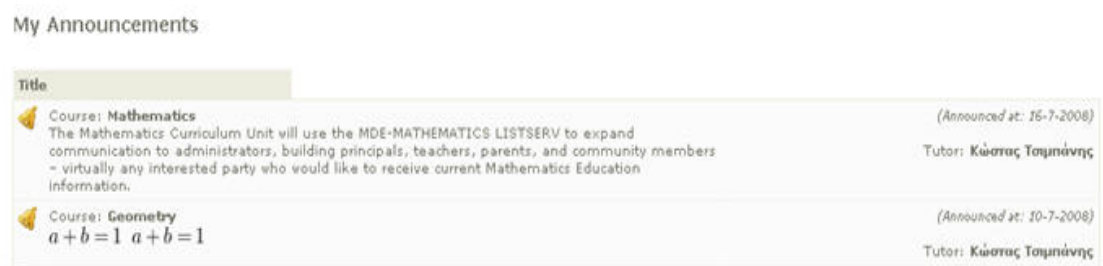 My Announcements
Title
Course: Mathematics
(Announced at: 16-7-2008)
The Mathematics Curriculum Unit will use the MDE-MATHEMATICS LISTSERV to expand
communication to administrators, building principals, teachers, parents, and community members
Tutor: Κώστας Τσιμπάνης
– virtually any interested party who would like to receive current Mathematics Education
information.
Course: Geometry
(Announced at: 10-7-2008)
a + b = 1 a + b = 1
Tutor: Κώστας Τσιμπάνης